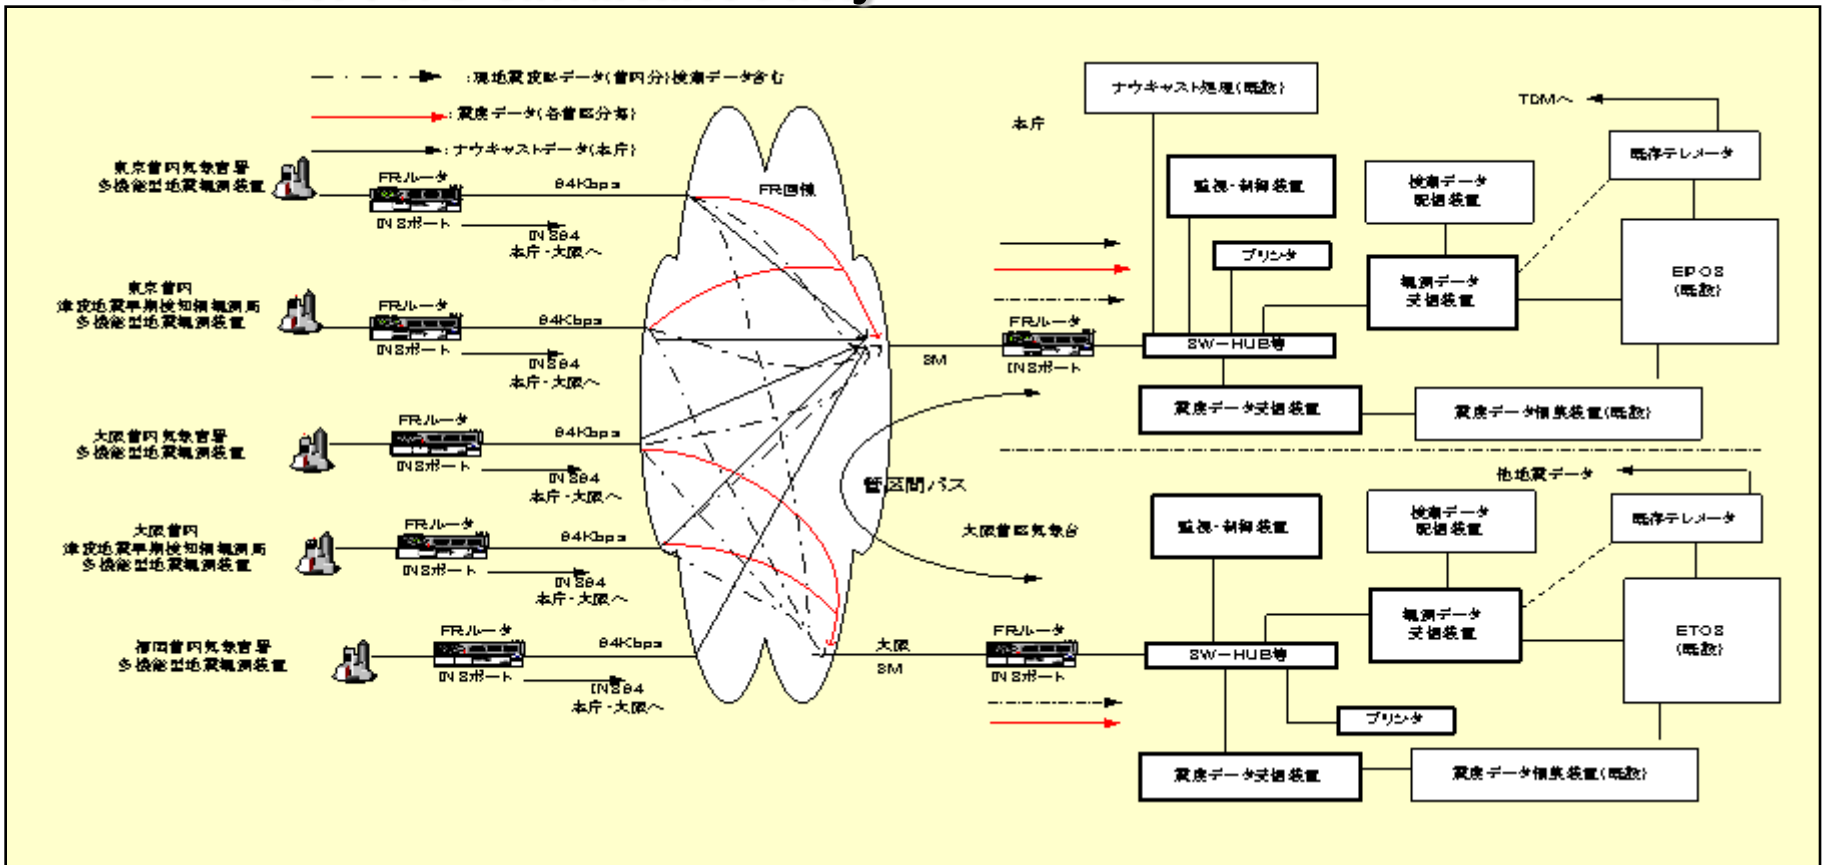 :現地震波形データ(管内分)検潮データ含む
:震度データ(各管区分毎)
:ナウキャストデータ(本庁)
東京管内気象官署
多機能型地震観測装置
FRルータ
INSポート
64Kbps
INS64
本庁・大阪へ
東京管内
津波地震早期検知網観測局
多機能型地震観測装置
FRルータ
INSポート
64Kbps
INS64
本庁・大阪へ
大阪管内気象官署
多機能型地震観測装置
FRルータ
INSポート
64Kbps
INS64
本庁・大阪へ
大阪管内
津波地震早期検知網観測局
多機能型地震観測装置
FRルータ
INSポート
64Kbps
INS64
本庁・大阪へ
福岡管内気象官署
多機能型地震観測装置
FRルータ
INSポート
64Kbps
INS64
本庁・大阪へ
FR回線
管区間パス
本庁
3M
FRルータ
INSポート
ナウキャスト処理(既設)
監視・制御装置
プリンタ
SW-HUB等
震度データ受信装置
検潮データ
配信装置
観測データ
受信装置
TDMへ
既存テレメータ
EPOS
(既設)
震度データ編集装置(既設)
大阪管区気象台
大阪
3M
FRルータ
INSポート
監視・制御装置
SW-HUB等
プリンタ
震度データ受信装置
他地震データ
検潮データ
配信装置
観測データ
受信装置
既存テレメータ
ETOS
(既設)
震度データ編集装置(既設)